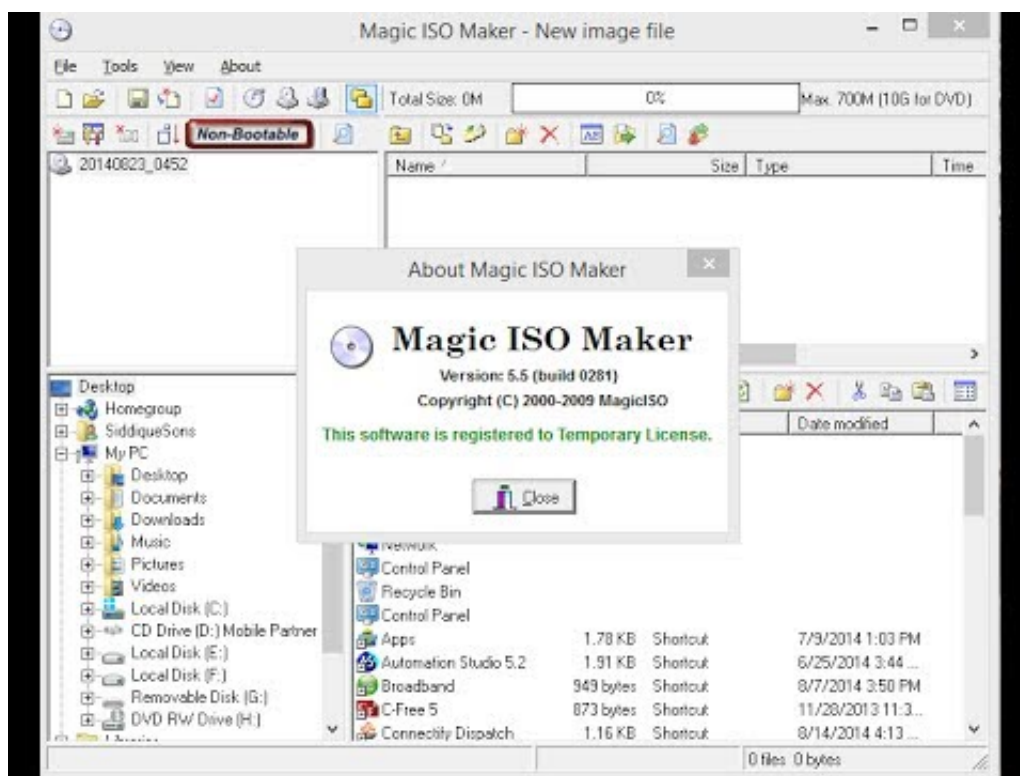 Magic ISO Maker - New image file
File Tools View About
Total Size: 0M 0% Max. 700M (10G for DVD)
Non-Bootable
20140823_0452
Name Size Type Time
About Magic ISO Maker
Magic ISO Maker
Version: 5.5 (build 0281)
Copyright (C) 2000-2009 MagicISO
This software is registered to Temporary License.
Close
Desktop
Homegroup
SiddiqueSons
My PC
Desktop
Documents
Downloads
Music
Pictures
Videos
Local Disk (C:)
CD Drive (D:) Mobile Partner
Local Disk (E:)
Local Disk (F:)
Removable Disk (G:)
DVD RW Drive (H:)
Date modified
Network
Control Panel
Recycle Bin
Control Panel
Apps 1.78 KB Shortcut 7/9/2014 1:03 PM
Automation Studio 5.2 1.91 KB Shortcut 6/25/2014 3:44 ...
Broadband 949 bytes Shortcut 8/7/2014 3:50 PM
C-Free 5 873 bytes Shortcut 11/28/2013 11:3...
Connectify Dispatch 1.16 KB Shortcut 8/14/2014 4:13 ...
0 files 0 bytes